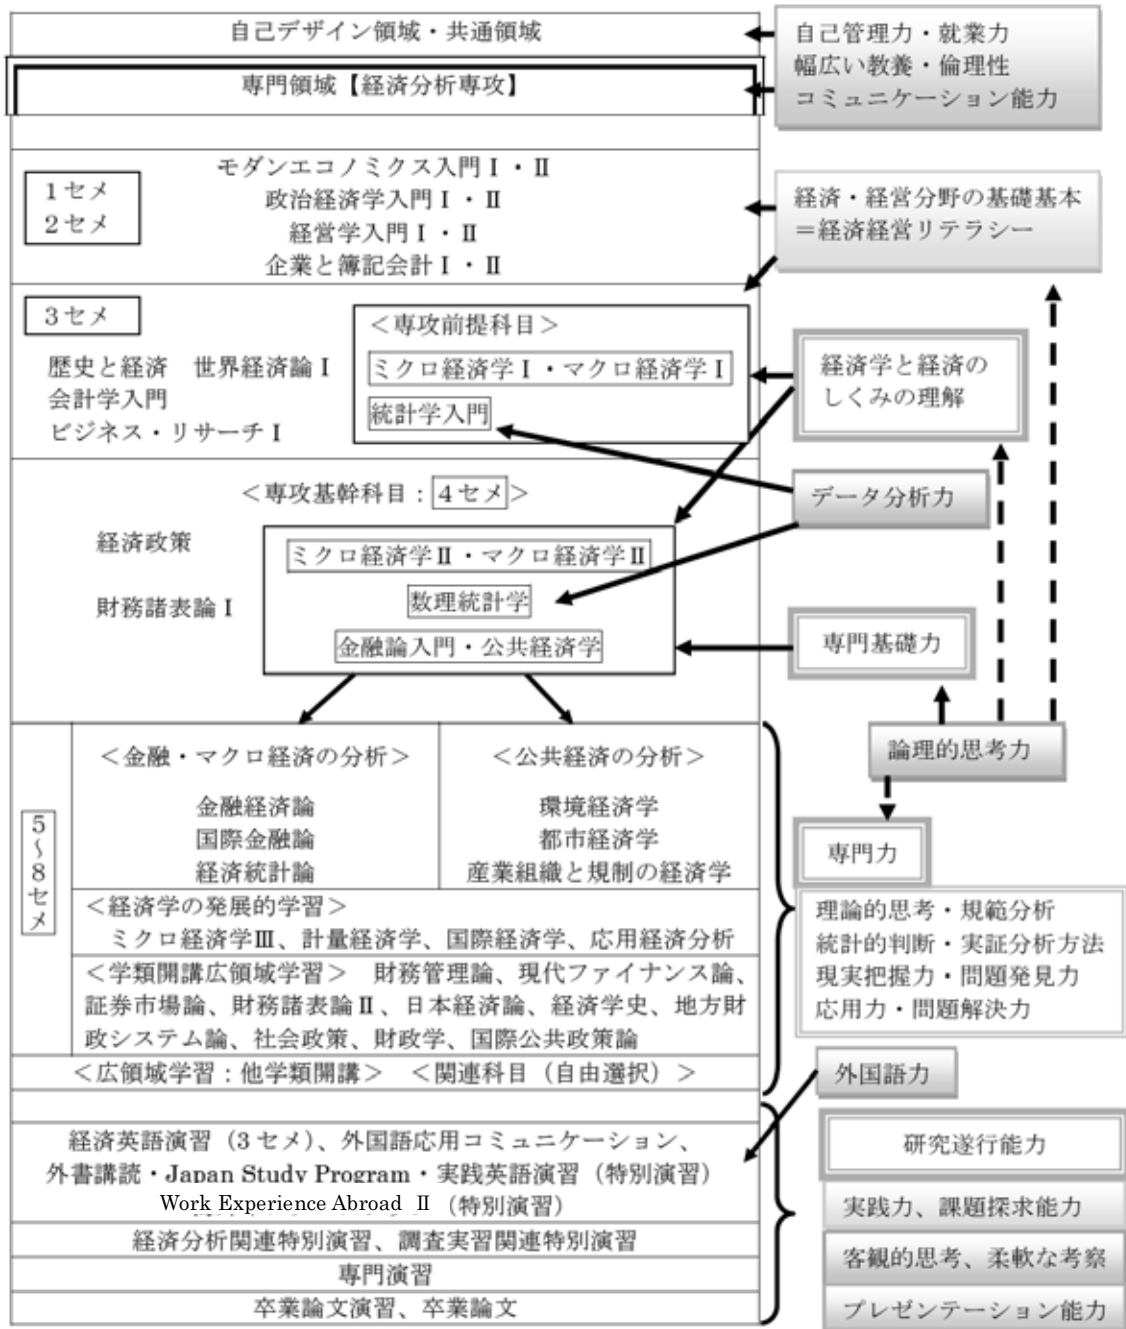 自己デザイン領域・共通領域
専門領域【経済分析専攻】
自己管理力・就業力
幅広い教養・倫理性
コミュニケーション能力
1セメ
2セメ
モダンエコノミクス入門Ⅰ・Ⅱ
政治経済学入門Ⅰ・Ⅱ
経営学入門Ⅰ・Ⅱ
企業と簿記会計Ⅰ・Ⅱ
経済・経営分野の基礎基本
＝経済経営リテラシー
3セメ
歴史と経済　世界経済論Ⅰ
会計学入門
ビジネス・リサーチⅠ
＜専攻前提科目＞
ミクロ経済学Ⅰ・マクロ経済学Ⅰ
統計学入門
経済学と経済の
しくみの理解
データ分析力
＜専攻基幹科目：4セメ＞
経済政策
財務諸表論Ⅰ
ミクロ経済学Ⅱ・マクロ経済学Ⅱ
数理統計学
金融論入門・公共経済学
専門基礎力
論理的思考力
5～8セメ
＜金融・マクロ経済の分析＞
金融経済論
国際金融論
経済統計論
＜公共経済の分析＞
環境経済学
都市経済学
産業組織と規制の経済学
専門力
理論的思考・規範分析
統計的判断・実証分析方法
現実把握力・問題発見力
応用力・問題解決力
＜経済学の発展的学習＞
ミクロ経済学Ⅲ、計量経済学、国際経済学、応用経済分析
＜学類開講広領域学習＞　財務管理論、現代ファイナンス論、
証券市場論、財務諸表論Ⅱ、日本経済論、経済学史、地方財
政システム論、社会政策、財政学、国際公共政策論
＜広領域学習：他学類開講＞　＜関連科目（自由選択）＞
外国語力
経済英語演習（3セメ）、外国語応用コミュニケーション、
外書講読・Japan Study Program・実践英語演習（特別演習）
Work Experience Abroad Ⅱ（特別演習）
経済分析関連特別演習、調査実習関連特別演習
専門演習
卒業論文演習、卒業論文
研究遂行能力
実践力、課題探求能力
客観的思考、柔軟な考察
プレゼンテーション能力